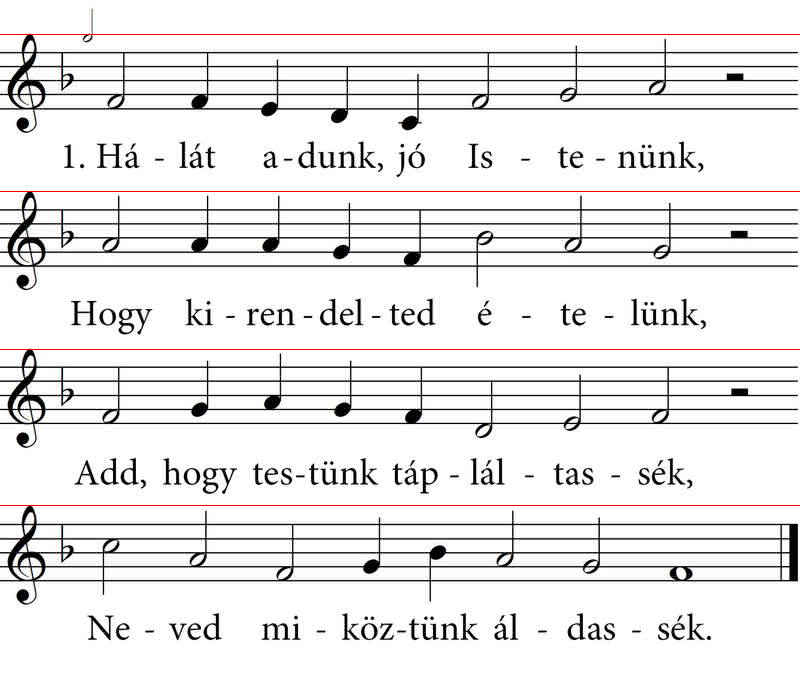 1. Há - lát a - dunk, jó Is - te - nünk,
Hogy ki - ren - del - ted é - te - lünk,
Add, hogy tes - tünk táp - lál - tas - sék,
Ne - ved mi - köz - tünk ál - das - sék.